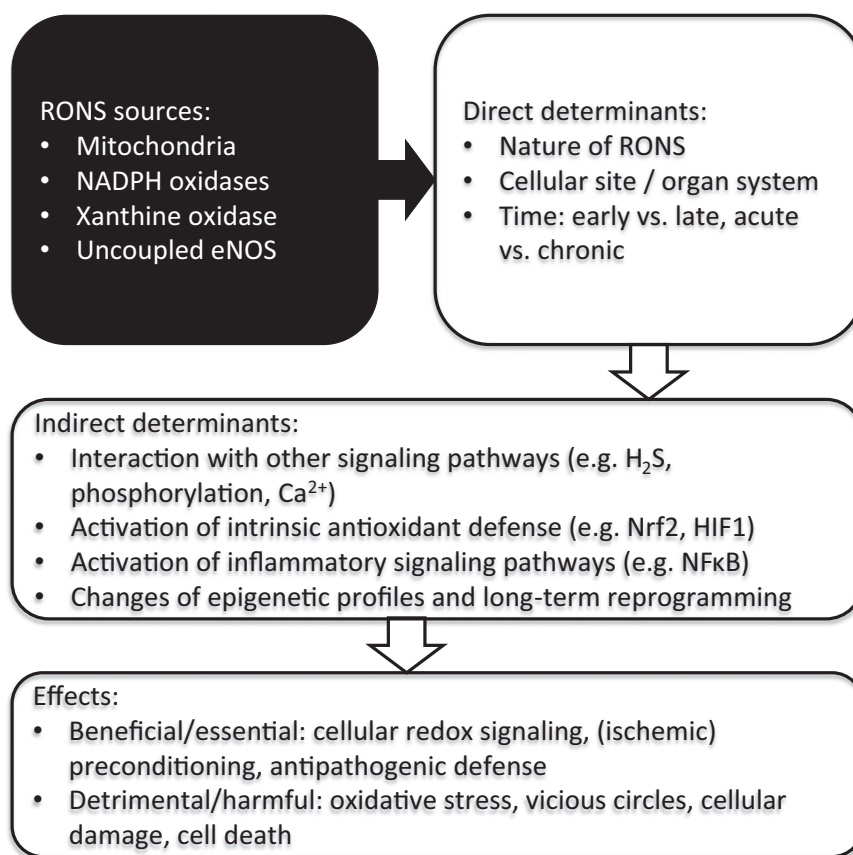 RONS sources:
• Mitochondria
• NADPH oxidases
• Xanthine oxidase
• Uncoupled eNOS
Direct determinants:
• Nature of RONS
• Cellular site / organ system
• Time: early vs. late, acute
vs. chronic
Indirect determinants:
• Interaction with other signaling pathways (e.g. H₂S,
phosphorylation, Ca²⁺)
• Activation of intrinsic antioxidant defense (e.g. Nrf2, HIF1)
• Activation of inflammatory signaling pathways (e.g. NFκB)
• Changes of epigenetic profiles and long-term reprogramming
Effects:
• Beneficial/essential: cellular redox signaling, (ischemic)
preconditioning, antipathogenic defense
• Detrimental/harmful: oxidative stress, vicious circles, cellular
damage, cell death